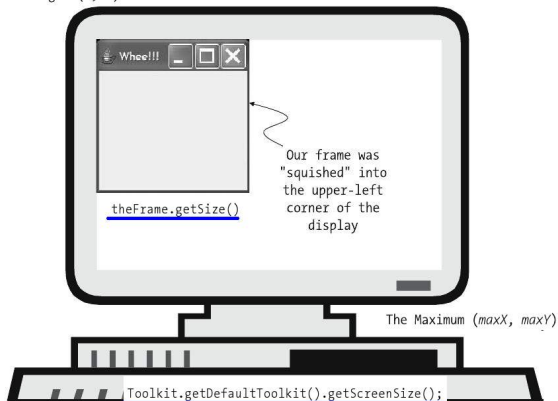 Whee!!!
Our frame was
"squished" into
the upper-left
corner of the
display
theFrame.getSize()
The Maximum (maxX, maxY)
Toolkit.getDefaultToolkit().getScreenSize();